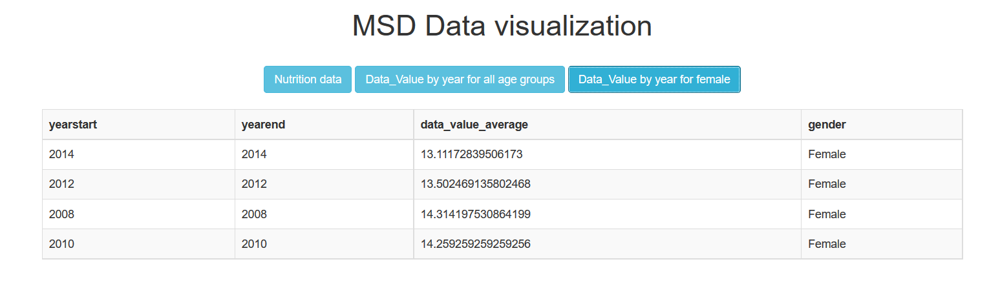 MSD Data visualization
Nutrition data Data_Value by year for all age groups Data_Value by year for female
yearstart yearend data_value_average gender
2014 2014 13.11172839506173 Female
2012 2012 13.502469135802468 Female
2008 2008 14.314197530864199 Female
2010 2010 14.259259259259256 Female